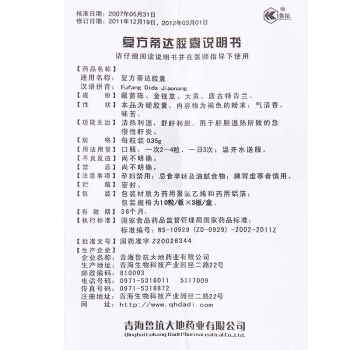 核准日期：2007年05月31日
修订日期：2011年12月19日，2012年03月01日
鲁抗
复方蒂达胶囊说明书
请仔细阅读说明书并在医师指导下使用
【药品名称】
通用名称：复方蒂达胶囊
汉语拼音：Fufang Dida Jiaonang
【成份】藏茵陈、金钱草、大黄、唐古特青兰。
【性状】本品为硬胶囊，内容物为褐色的粉末；气清香，
味苦。
【功能主治】清热利湿，舒肝利胆。用于肝胆湿热所致的急
慢性肝炎。
【规格】每粒装0.35g
【用法用量】口服，一次2～4粒，一日3次；温开水送服。
【不良反应】尚不明确。
【注意事项】孕妇禁用；忌食辛辣及油腻食物；脾胃虚寒者慎用。
【禁忌】尚不明确。
【贮藏】密封。
【包装】包装材质为药用聚氯乙烯和药用铝箔；
包装规格为10粒/板×3板/盒。
【有效期】36个月。
【执行标准】国家食品药品监督管理局国家药品标准；
标准编号：WS-10929（ZD-0929）-2002-2011Z
【批准文号】国药准字 Z20026344
【生产企业】
企业名称：青海鲁抗大地药业有限公司
生产地址：青海生物科技产业园经二路22号
邮政编码：810003
电话号码：0971-5316011 5317009
传真号码：0971-5318872
注册地址：青海生物科技产业园经二路22号
网址：http://www.qhdadi.com
青海鲁抗大地药业有限公司
Qinghai Lukang Dadi Pharmaceutical Co.,Ltd